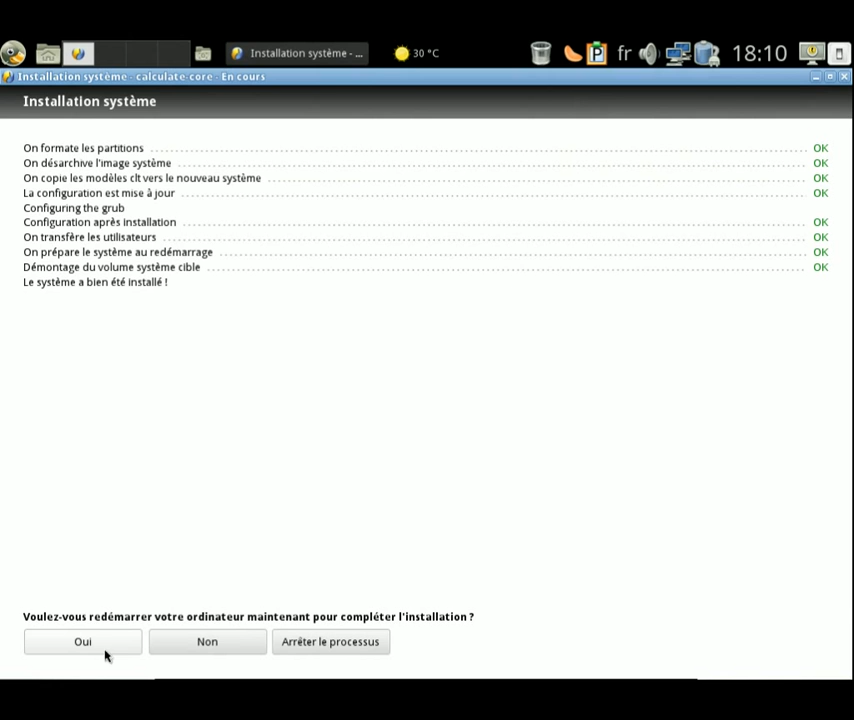 Installation système - ...
30 °C
fr
18:10
Installation système - calculate-core - En cours
Installation système
On formate les partitions OK
On désarchive l'image système OK
On copie les modèles clt vers le nouveau système OK
La configuration est mise à jour OK
Configuring the grub
Configuration après installation OK
On transfère les utilisateurs OK
On prépare le système au redémarrage OK
Démontage du volume système cible OK
Le système a bien été installé !
Voulez-vous redémarrer votre ordinateur maintenant pour compléter l'installation ?
Oui Non Arrêter le processus